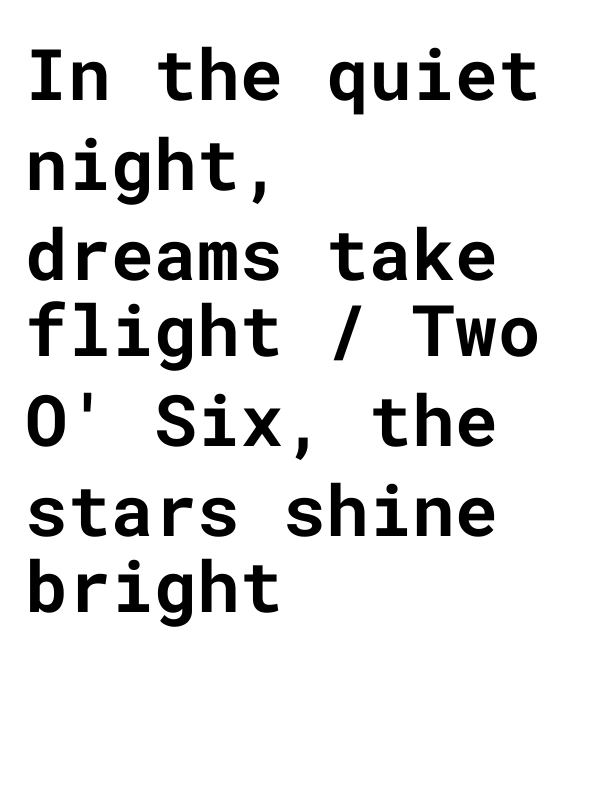 In the quiet
night,
dreams take
flight / Two
O' Six, the
stars shine
bright